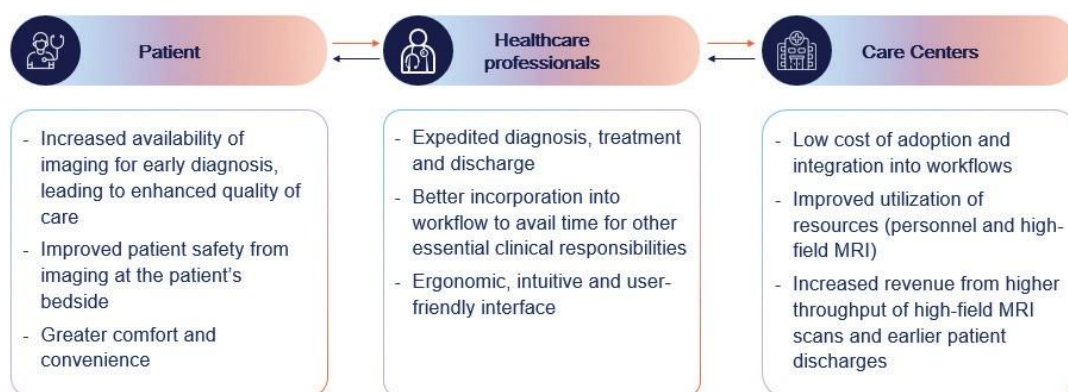 Patient
Healthcare
professionals
Care Centers
- Increased availability of
imaging for early diagnosis,
leading to enhanced quality of
care
- Improved patient safety from
imaging at the patient's
bedside
- Greater comfort and
convenience
- Expedited diagnosis, treatment
and discharge
- Better incorporation into
workflow to avail time for other
essential clinical responsibilities
- Ergonomic, intuitive and user-
friendly interface
- Low cost of adoption and
integration into workflows
- Improved utilization of
resources (personnel and high-
field MRI)
- Increased revenue from higher
throughput of high-field MRI
scans and earlier patient
discharges